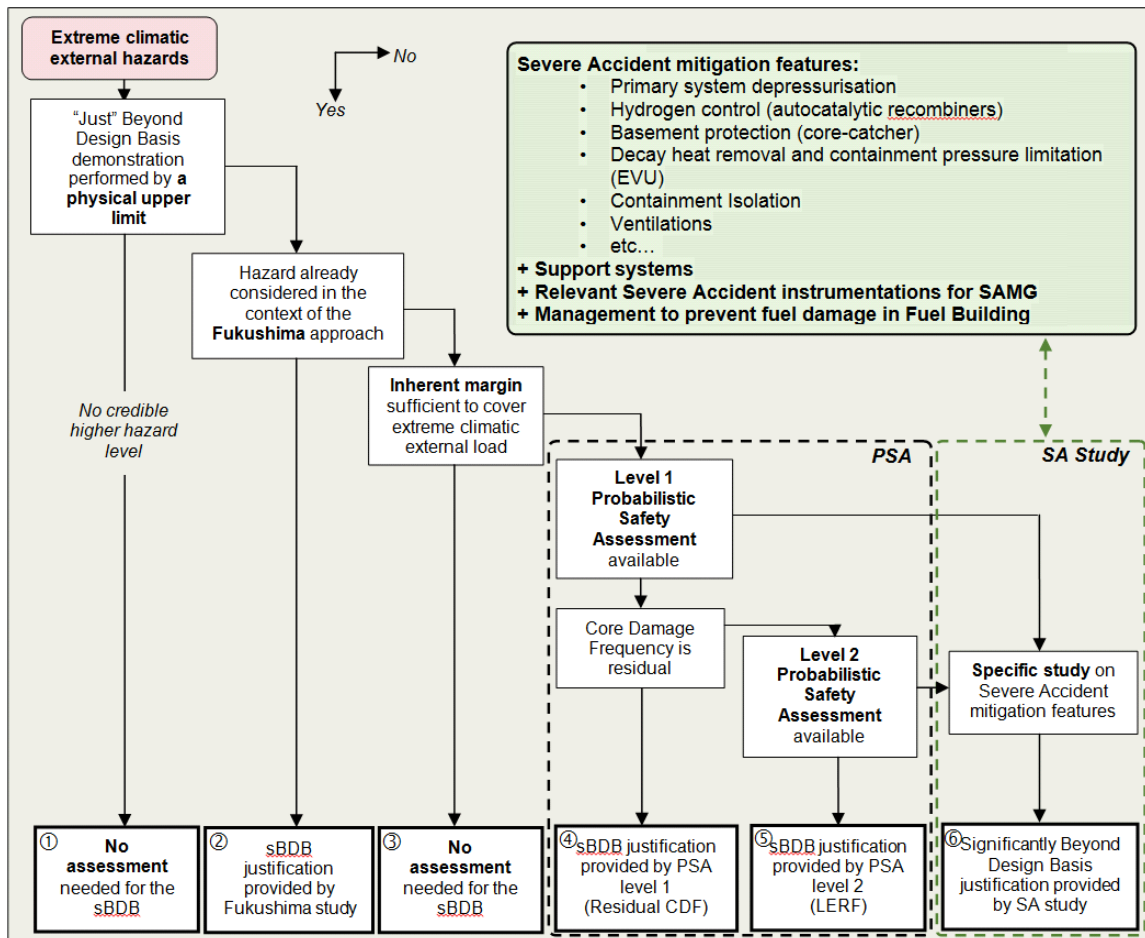 Extreme climatic
external hazards
No
Yes
"Just" Beyond
Design Basis
demonstration
performed by a
physical upper
limit
Severe Accident mitigation features:
• Primary system depressurisation
• Hydrogen control (autocatalytic recombiners)
• Basement protection (core-catcher)
• Decay heat removal and containment pressure limitation
(EVU)
• Containment Isolation
• Ventilations
• etc…
+ Support systems
+ Relevant Severe Accident instrumentations for SAMG
+ Management to prevent fuel damage in Fuel Building
Hazard already
considered in the
context of the
Fukushima approach
No credible
higher hazard
level
Inherent margin
sufficient to cover
extreme climatic
external load
PSA
SA Study
Level 1
Probabilistic
Safety
Assessment
available
Core Damage
Frequency is
residual
Level 2
Probabilistic
Safety
Assessment
available
Specific study on
Severe Accident
mitigation features
① No
assessment
needed for the
sBDB
② sBDB
justification
provided by
Fukushima study
③ No
assessment
needed for the
sBDB
④ sBDB justification
provided by PSA
level 1
(Residual CDF)
⑤ sBDB justification
provided by PSA
level 2
(LERF)
⑥ Significantly Beyond
Design Basis
justification provided
by SA study